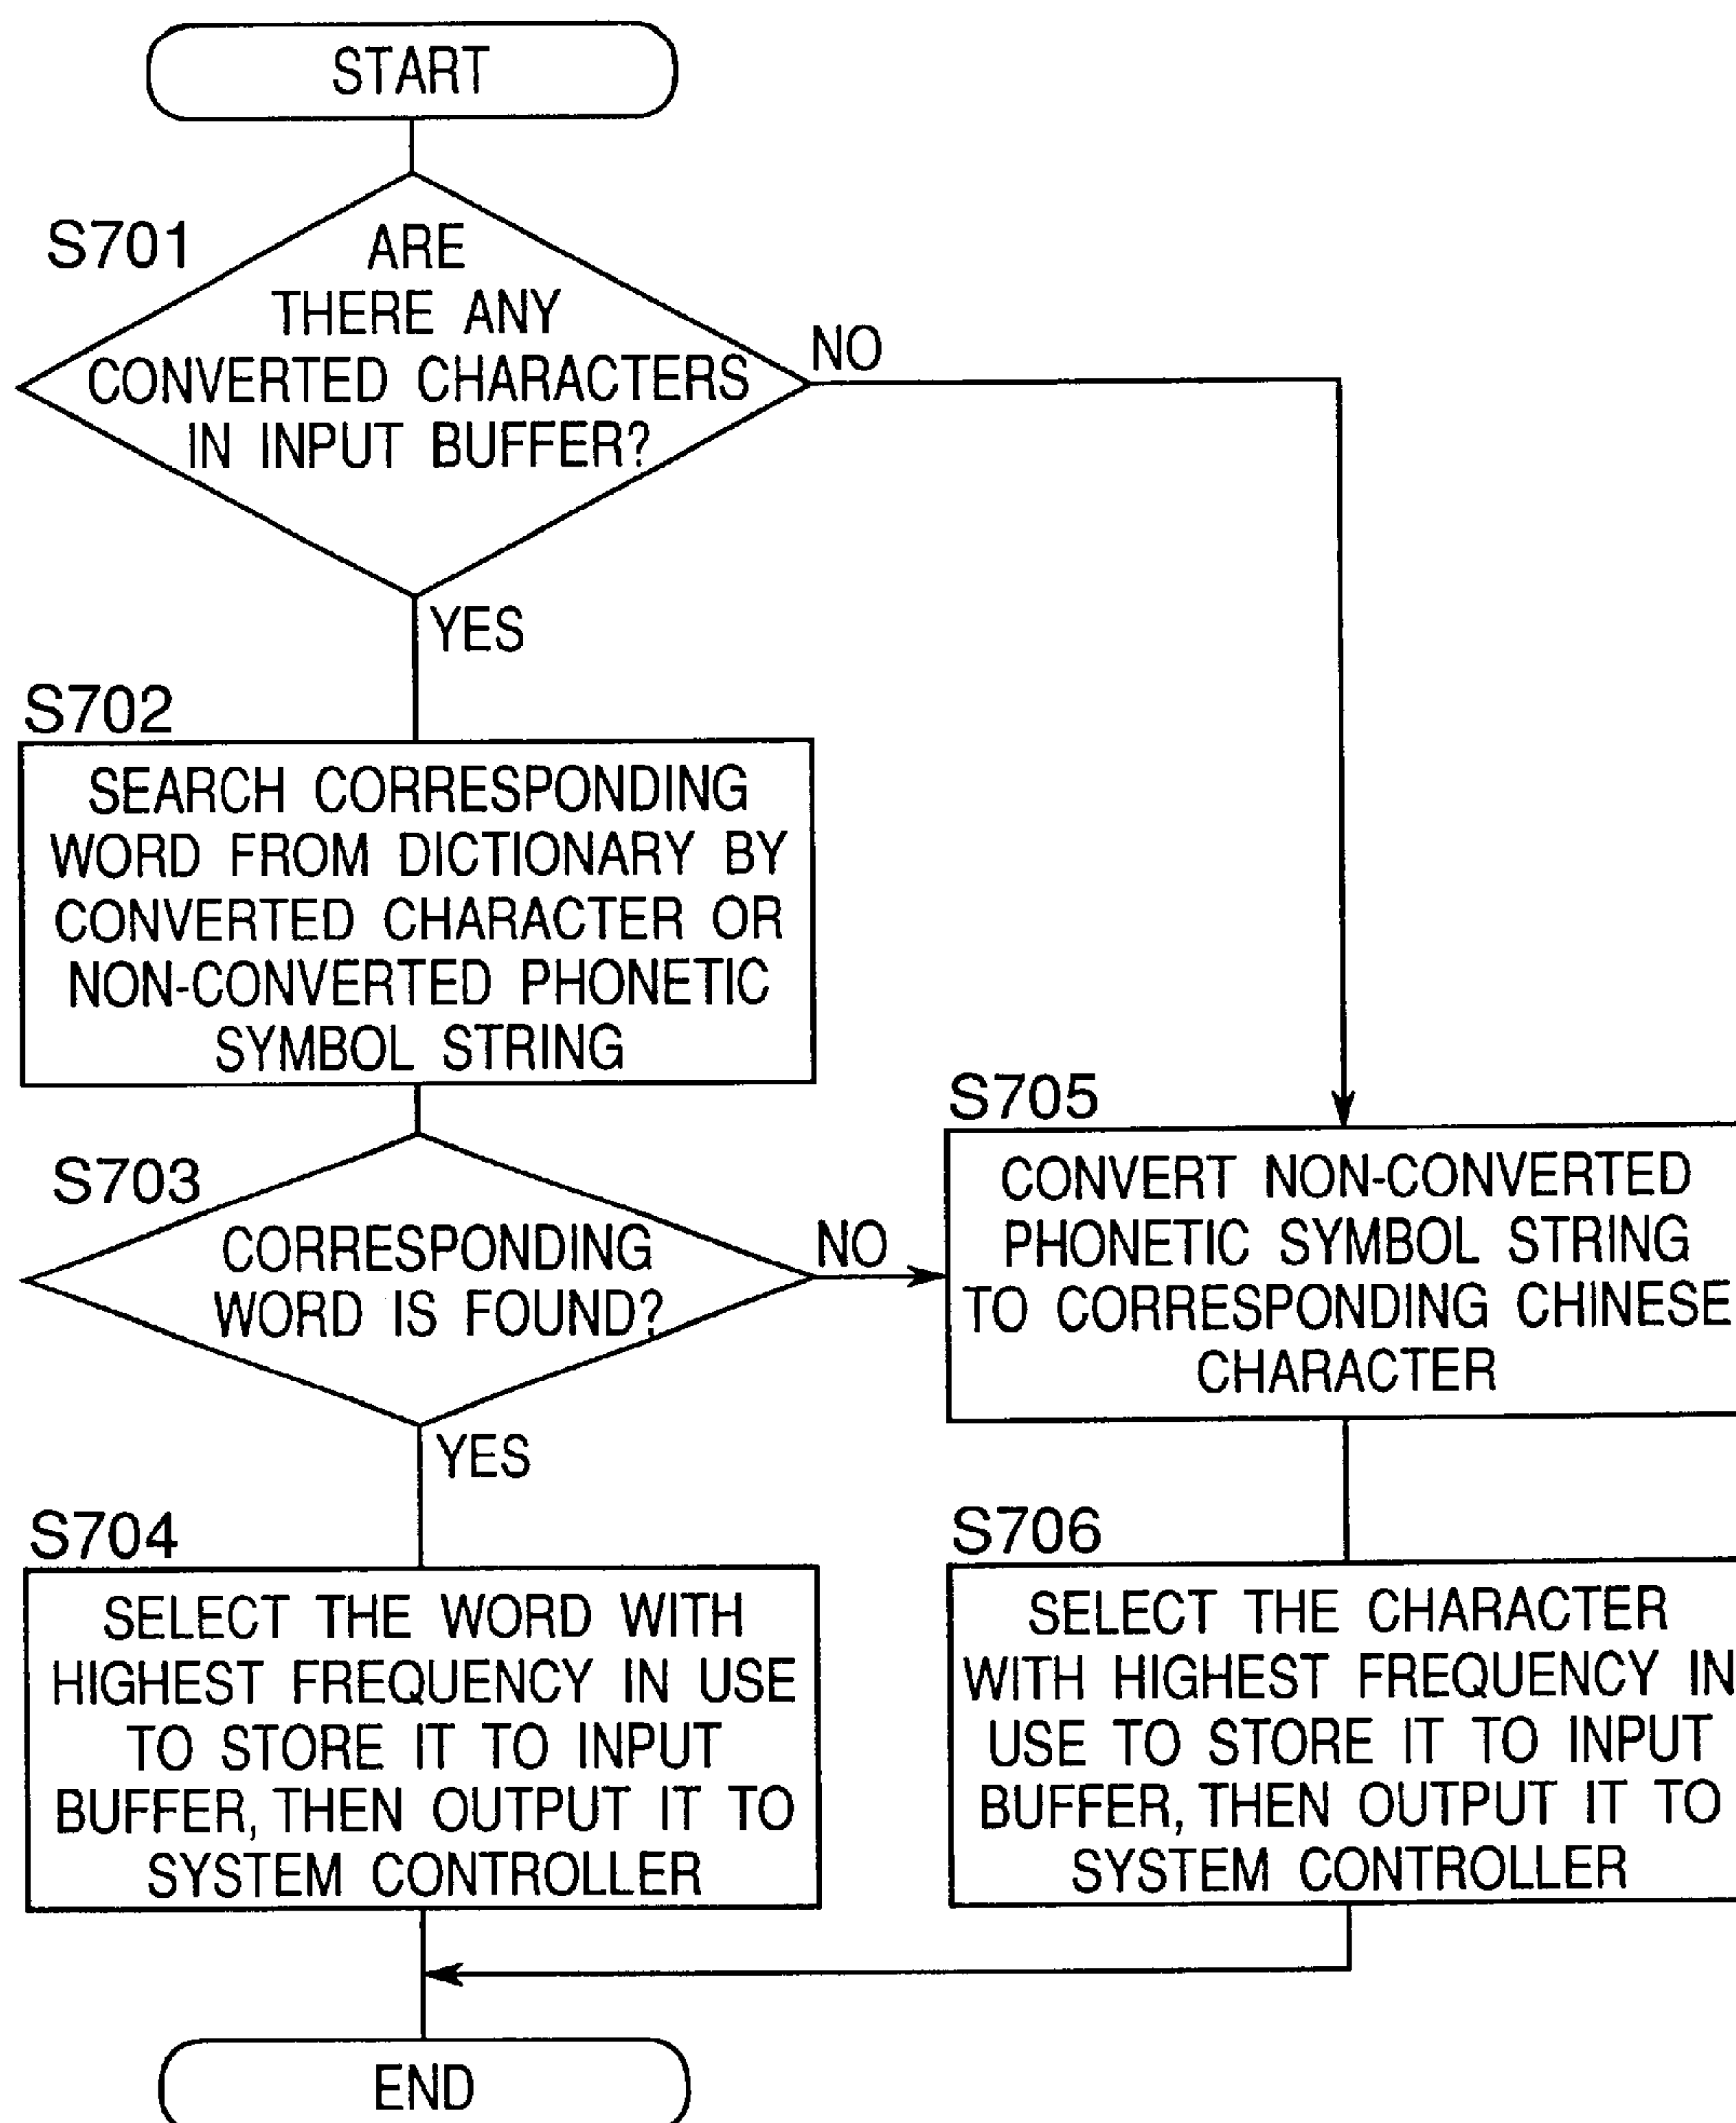 START
S701
ARE
THERE ANY
CONVERTED CHARACTERS
IN INPUT BUFFER?
NO
YES
S702
SEARCH CORRESPONDING
WORD FROM DICTIONARY BY
CONVERTED CHARACTER OR
NON-CONVERTED PHONETIC
SYMBOL STRING
S703
CORRESPONDING
WORD IS FOUND?
NO
YES
S705
CONVERT NON-CONVERTED
PHONETIC SYMBOL STRING
TO CORRESPONDING CHINESE
CHARACTER
S704
SELECT THE WORD WITH
HIGHEST FREQUENCY IN USE
TO STORE IT TO INPUT
BUFFER, THEN OUTPUT IT TO
SYSTEM CONTROLLER
S706
SELECT THE CHARACTER
WITH HIGHEST FREQUENCY IN
USE TO STORE IT TO INPUT
BUFFER, THEN OUTPUT IT TO
SYSTEM CONTROLLER
END